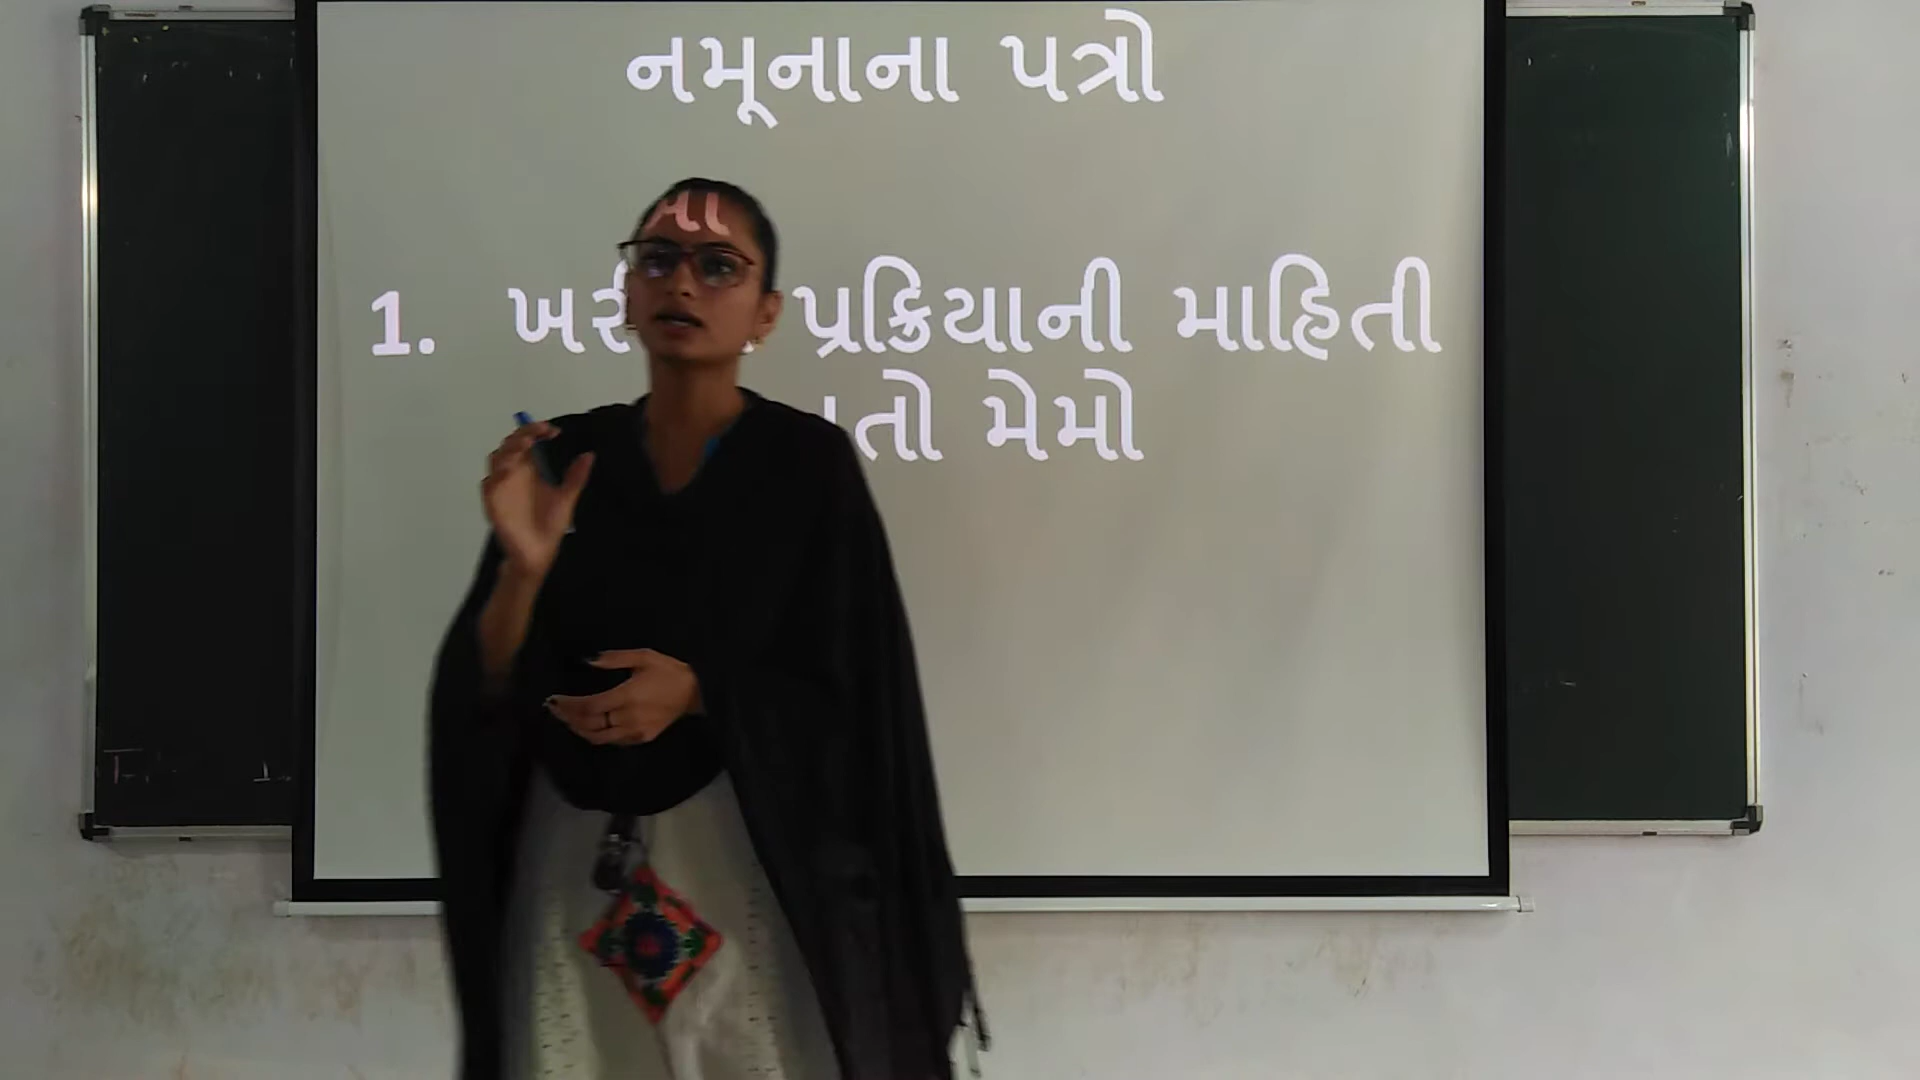 નમૂનાના પત્રો
1. પ્રક્રિયાની માહિતી
મેમો